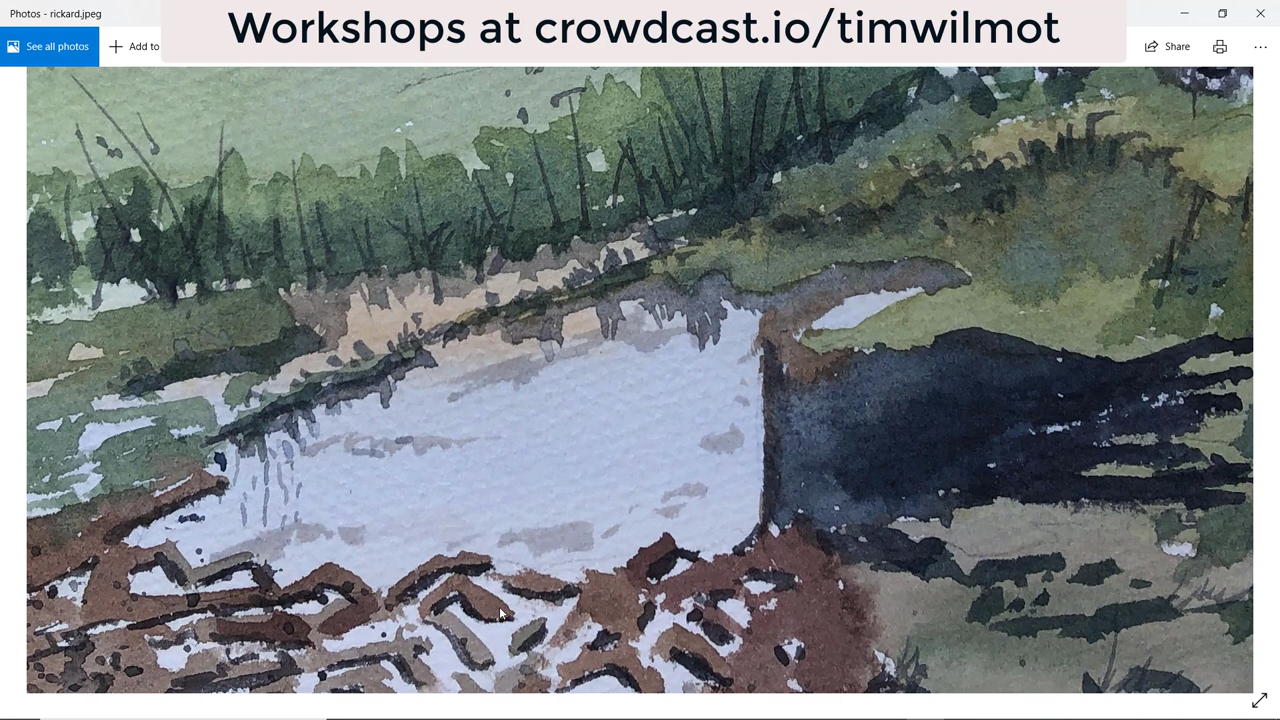 Photos - rickard.jpeg
Workshops at crowdcast.io/timwilmot
See all photos
Add to
Share